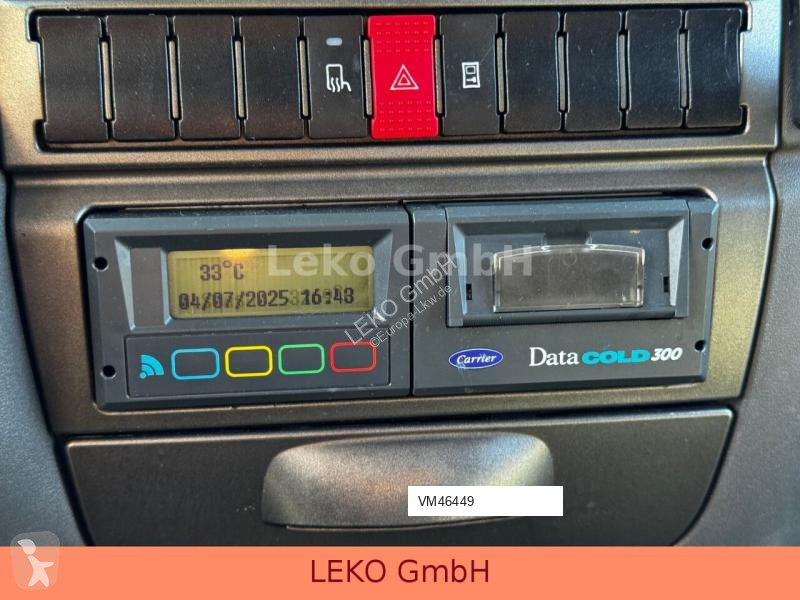 33°C
Leko GmbH
04/07/2025 16:43
LEKO GmbH
©Europa-Lkw.de
Carrier
Data COLD 300
VM46449
LEKO GmbH